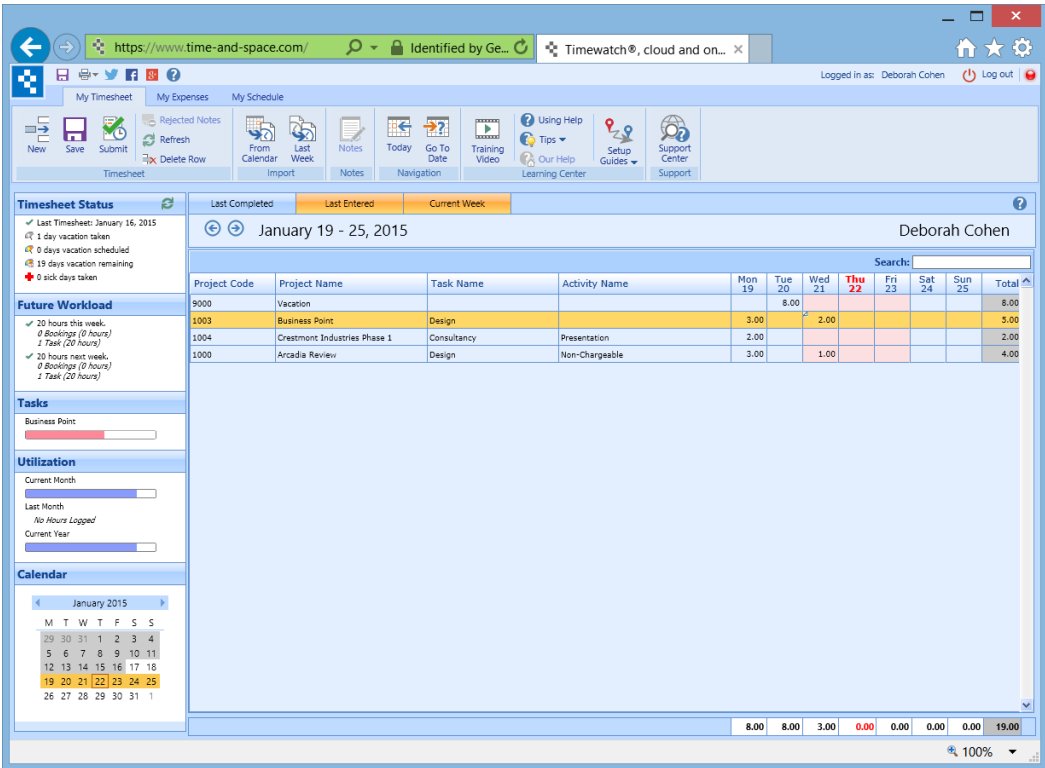 https://www.time-and-space.com/ Identified by Ge... Timewatch®, cloud and on...
Logged in as: Deborah Cohen Log out
My Timesheet My Expenses My Schedule
New Save Submit Rejected Notes Refresh Delete Row
From Calendar Last Week Notes Today Go To Date Training Video
Using Help Tips Our Help Setup Guides Support Center
Timesheet Import Notes Navigation Learning Center Support
Timesheet Status
Last Timesheet: January 16, 2015
1 day vacation taken
0 days vacation scheduled
19 days vacation remaining
0 sick days taken
Future Workload
20 hours this week.
0 Bookings (0 hours)
1 Task (20 hours)
20 hours next week.
0 Bookings (0 hours)
1 Task (20 hours)
Tasks
Business Point
Utilization
Current Month
Last Month
No Hours Logged
Current Year
Calendar
January 2015
M T W T F S S
29 30 31 1 2 3 4
5 6 7 8 9 10 11
12 13 14 15 16 17 18
19 20 21 22 23 24 25
26 27 28 29 30 31 1
Last Completed Last Entered Current Week
January 19 - 25, 2015 Deborah Cohen
Search:
Project Code Project Name Task Name Activity Name Mon 19 Tue 20 Wed 21 Thu 22 Fri 23 Sat 24 Sun 25 Total
9000 Vacation 8.00 8.00
1003 Business Point Design 3.00 2.00 5.00
1004 Crestmont Industries Phase 1 Consultancy Presentation 2.00 2.00
1000 Arcadia Review Design Non-Chargeable 3.00 1.00 4.00
8.00 8.00 3.00 0.00 0.00 0.00 0.00 19.00
100%